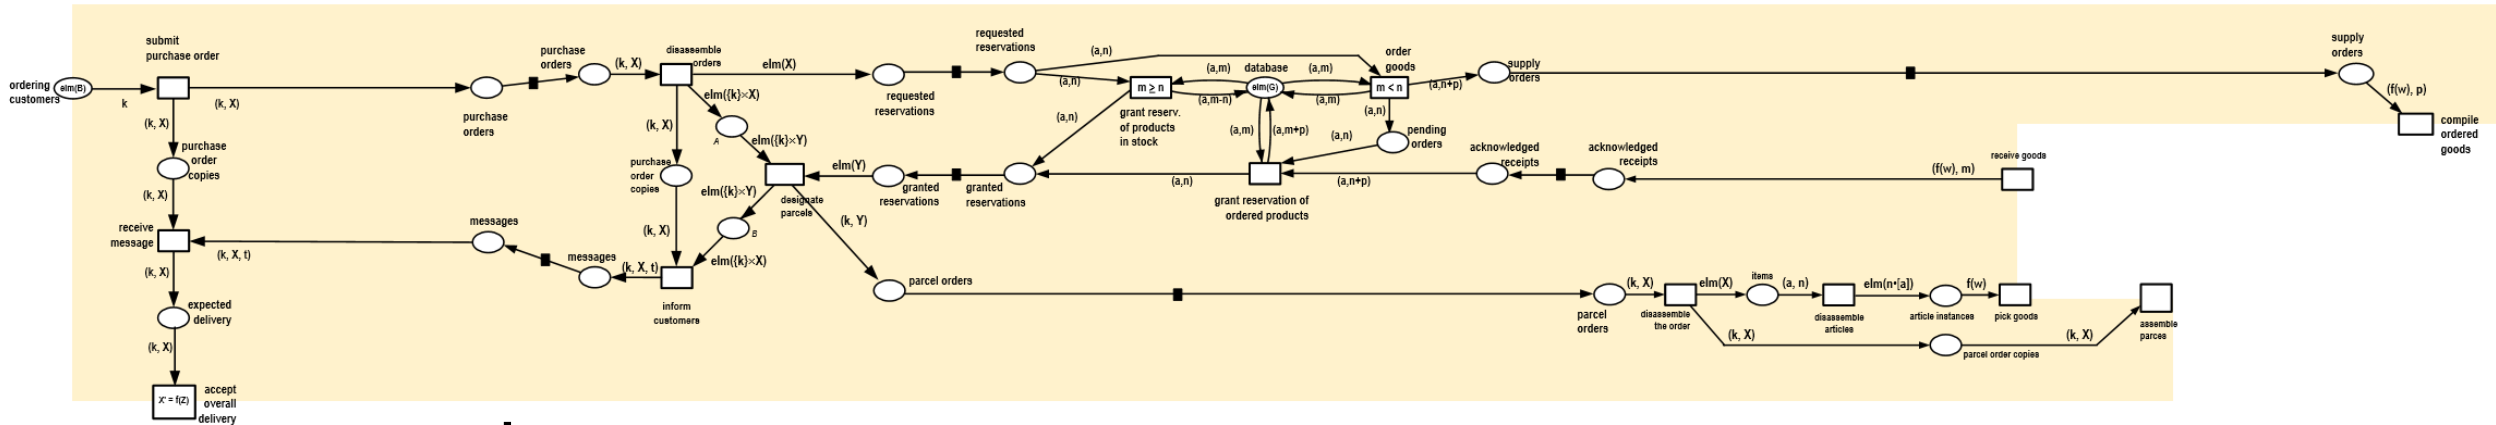 submit
purchase order
ordering
customers
elm(B)
k
(k, X)
(k, X)
purchase
order
copies
(k, X)
receive
message
(k, X, t)
(k, X)
expected
delivery
(k, X)
X' = f(Z)
accept
overall
delivery
purchase
orders
purchase
orders
(k, X)
disassemble
orders
elm(X)
elm({k}×X)
(k, X)
A
elm({k}×Y)
purchase
order
copies
elm({k}×Y)
designate
parcels
elm(Y)
(k, Y)
B
(k, X)
elm({k}×X)
messages
messages
(k, X, t)
inform
customers
requested
reservations
requested
reservations
(a,n)
(a,n)
m ≥ n
(a,m)
(a,m-n)
database
elm(G)
(a,m)
(a,m)
order
goods
m < n
(a,n+p)
supply
orders
grant reserv.
of products
in stock
(a,n)
(a,m)
(a,m+p)
(a,n)
(a,n)
pending
orders
granted
reservations
granted
reservations
(a,n)
grant reservation of
ordered products
(a,n+p)
acknowledged
receipts
acknowledged
receipts
(f(w), m)
receive goods
supply
orders
(f(w), p)
compile
ordered
goods
parcel orders
parcel
orders
(k, X)
disassemble
the order
elm(X)
items
(a, n)
disassemble
articles
elm(n•[a])
article instances
f(w)
pick goods
(k, X)
parcel order copies
(k, X)
assemble
parces